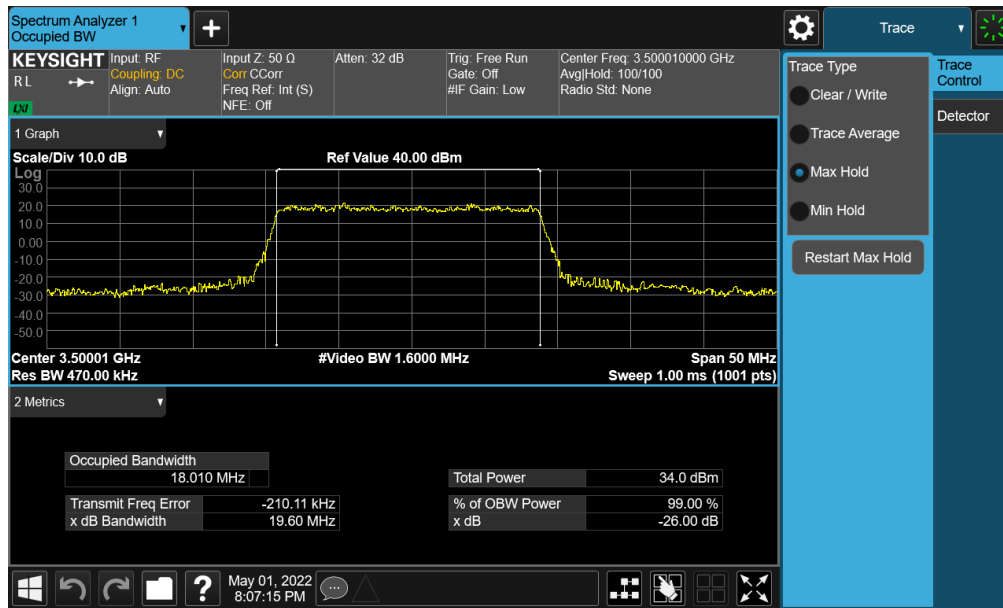 Spectrum Analyzer 1
Occupied BW
+
Trace
KEYSIGHT
R L
LXI
Input: RF
Coupling: DC
Align: Auto
Input Z: 50 Ω
Corr CCorr
Freq Ref: Int (S)
NFE: Off
Atten: 32 dB
Trig: Free Run
Gate: Off
#IF Gain: Low
Center Freq: 3.500010000 GHz
Avg|Hold: 100/100
Radio Std: None
Trace Type
Clear / Write
Trace Average
Max Hold
Min Hold
Restart Max Hold
Trace
Control
Detector
1 Graph
Scale/Div 10.0 dB
Ref Value 40.00 dBm
Log
30.0
20.0
10.0
0.00
-10.0
-20.0
-30.0
-40.0
-50.0
Center 3.50001 GHz
#Video BW 1.6000 MHz
Span 50 MHz
Res BW 470.00 kHz
Sweep 1.00 ms (1001 pts)
2 Metrics
Occupied Bandwidth
18.010 MHz
Total Power 34.0 dBm
Transmit Freq Error -210.11 kHz
% of OBW Power 99.00 %
x dB Bandwidth 19.60 MHz
x dB -26.00 dB
?
May 01, 2022
8:07:15 PM